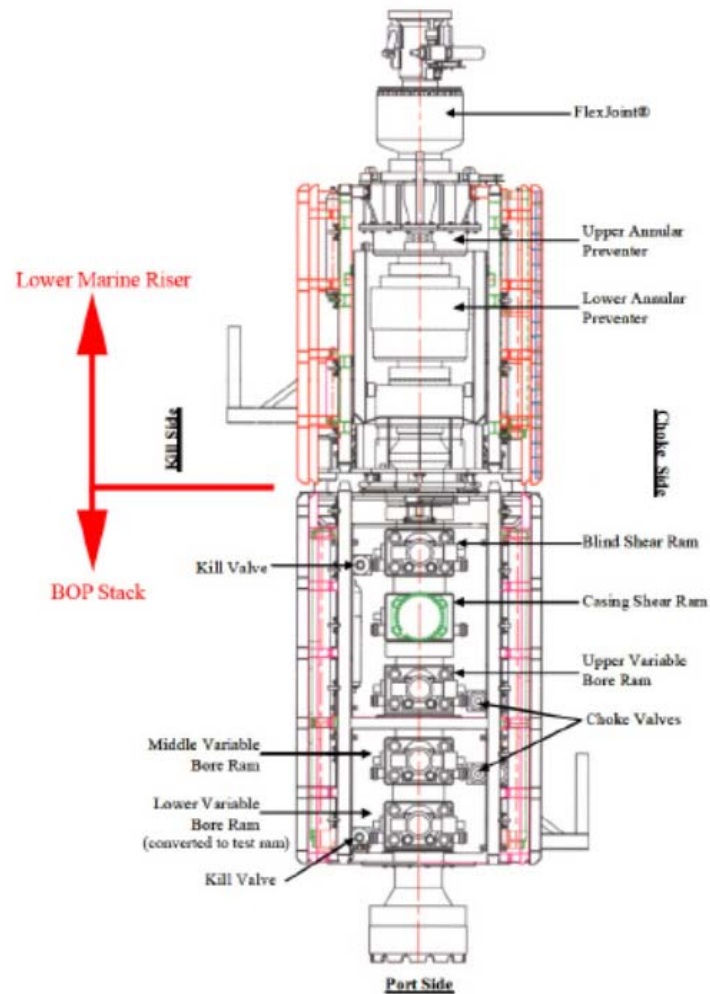 FlexJoint®
Upper Annular
Preventer
Lower Marine Riser
Lower Annular
Preventer
Kill Side
Choke Side
Blind Shear Ram
Kill Valve
BOP Stack
Casing Shear Ram
Upper Variable
Bore Ram
Choke Valves
Middle Variable
Bore Ram
Lower Variable
Bore Ram
(converted to test ram)
Kill Valve
Port Side